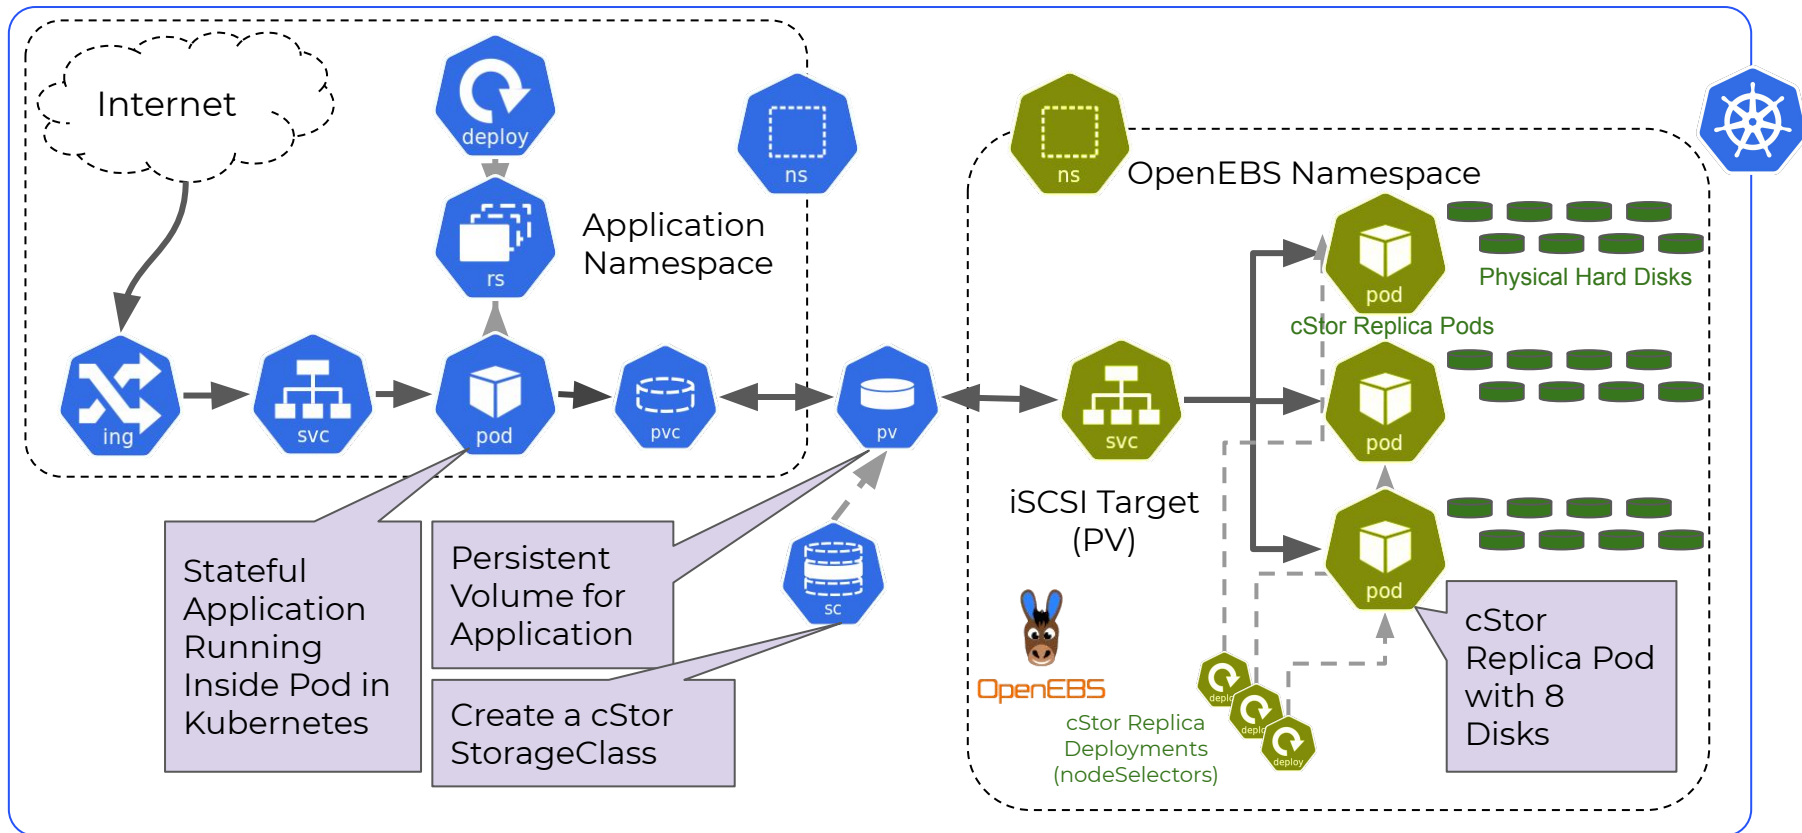 Internet
deploy
ns
ns
OpenEBS Namespace
rs
Application
Namespace
pod
Physical Hard Disks
cStor Replica Pods
ing
svc
pod
pvc
pv
svc
pod
iSCSI Target
(PV)
pod
sc
Stateful
Application
Running
Inside Pod in
Kubernetes
Persistent
Volume for
Application
Create a cStor
StorageClass
OpenEBS
deploy
deploy
deploy
cStor Replica
Deployments
(nodeSelectors)
cStor
Replica Pod
with 8
Disks